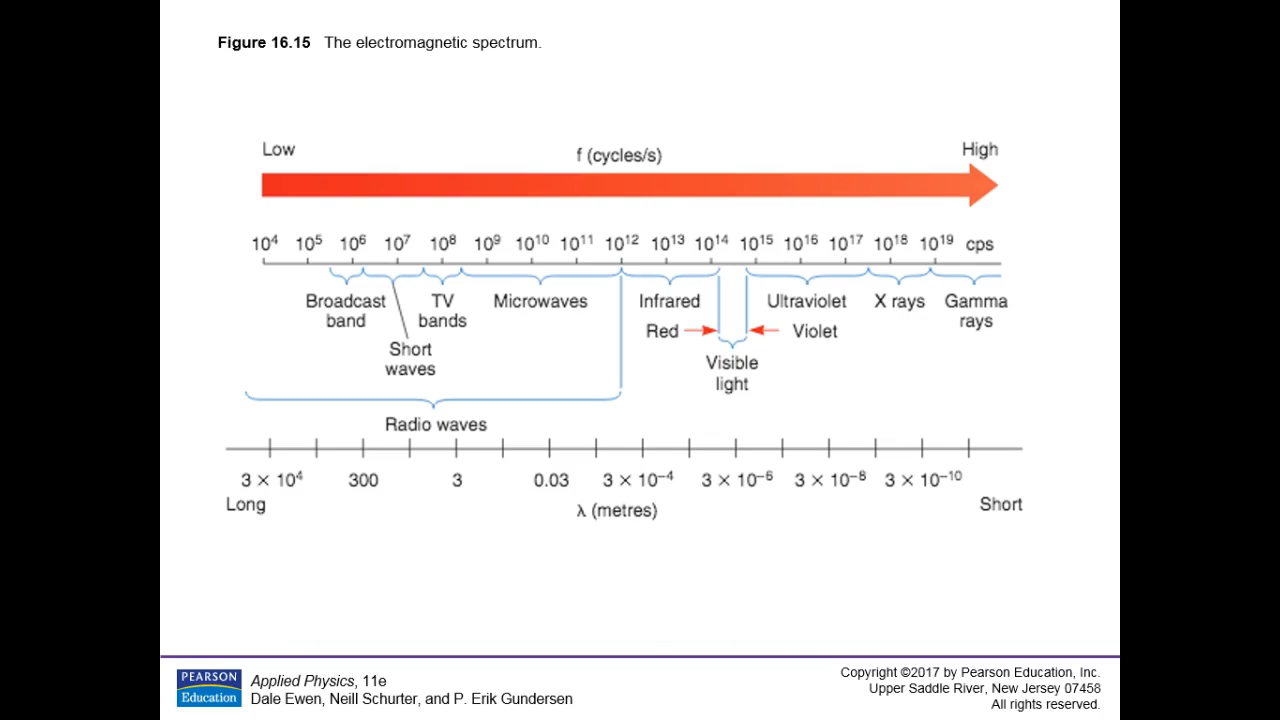 Figure 16.15 The electromagnetic spectrum.
Low f (cycles/s) High
10⁴ 10⁵ 10⁶ 10⁷ 10⁸ 10⁹ 10¹⁰ 10¹¹ 10¹² 10¹³ 10¹⁴ 10¹⁵ 10¹⁶ 10¹⁷ 10¹⁸ 10¹⁹ cps
Broadcast band
TV bands
Microwaves
Infrared
Ultraviolet
X rays
Gamma rays
Red
Violet
Short waves
Visible light
Radio waves
3 × 10⁴ 300 3 0.03 3 × 10⁻⁴ 3 × 10⁻⁶ 3 × 10⁻⁸ 3 × 10⁻¹⁰
Long λ (metres) Short
PEARSON
Education
Applied Physics, 11e
Dale Ewen, Neill Schurter, and P. Erik Gundersen
Copyright ©2017 by Pearson Education, Inc.
Upper Saddle River, New Jersey 07458
All rights reserved.